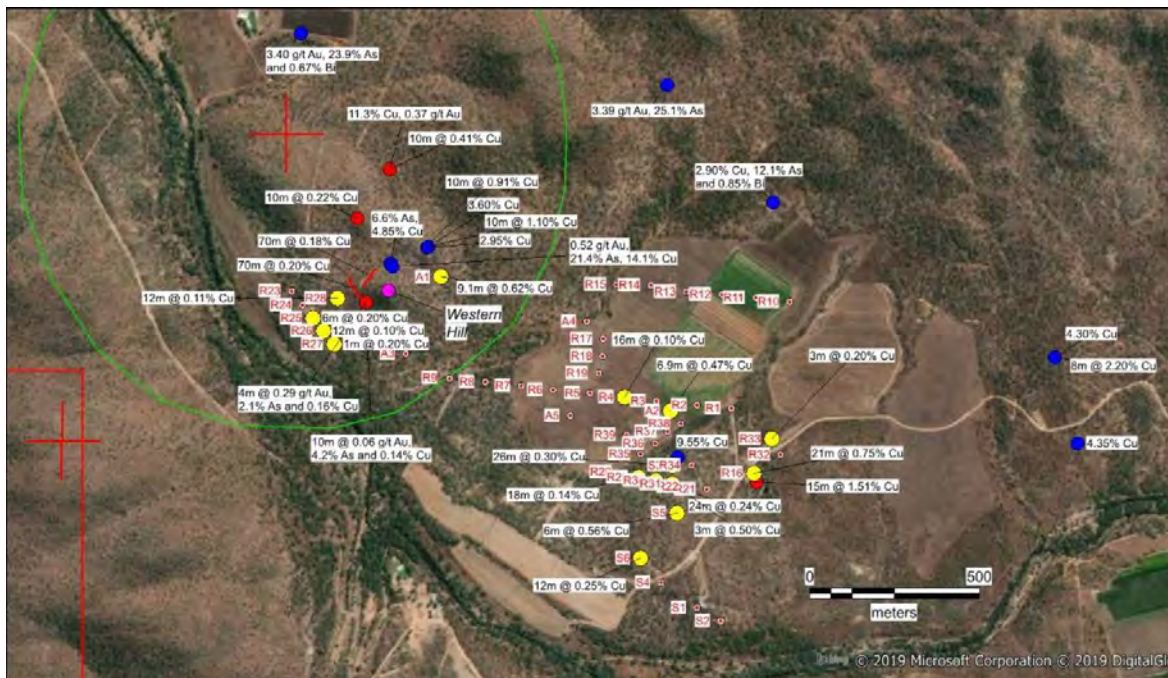 3.40 g/t Au, 23.9% As
and 0.67% Bi
3.39 g/t Au, 25.1% As
11.3% Cu, 0.37 g/t Au
10m @ 0.41% Cu
2.90% Cu, 12.1% As
and 0.85% Bi
10m @ 0.91% Cu
10m @ 0.22% Cu
3.60% Cu
6.6% As,
4.85% Cu
10m @ 1.10% Cu
70m @ 0.18% Cu
2.95% Cu
0.52 g/t Au,
21.4% As, 14.1% Cu
70m @ 0.20% Cu
A1
9.1m @ 0.62% Cu
R15
R14
R13
R12
R11
R10
R23
12m @ 0.11% Cu
R28
R24
Western
Hill
R25
6m @ 0.20% Cu
A4
R26
12m @ 0.10% Cu
R27
1m @ 0.20% Cu
A3
R17
16m @ 0.10% Cu
4.30% Cu
R18
3m @ 0.20% Cu
6.9m @ 0.47% Cu
8m @ 2.20% Cu
R19
R9
R8
R7
R6
R5
R4
R3
R2
R1
4m @ 0.29 g/t Au,
2.1% As and 0.16% Cu
A5
A2
R38
R39
R37
R36
R33
9.55% Cu
4.35% Cu
10m @ 0.06 g/t Au,
4.2% As and 0.14% Cu
26m @ 0.30% Cu
R35
R32
21m @ 0.75% Cu
R34
R16
R31
R22
R21
15m @ 1.51% Cu
18m @ 0.14% Cu
24m @ 0.24% Cu
S5
6m @ 0.56% Cu
3m @ 0.50% Cu
S6
12m @ 0.25% Cu
S4
S1
S2
0 500
meters
© 2019 Microsoft Corporation © 2019 DigitalGl